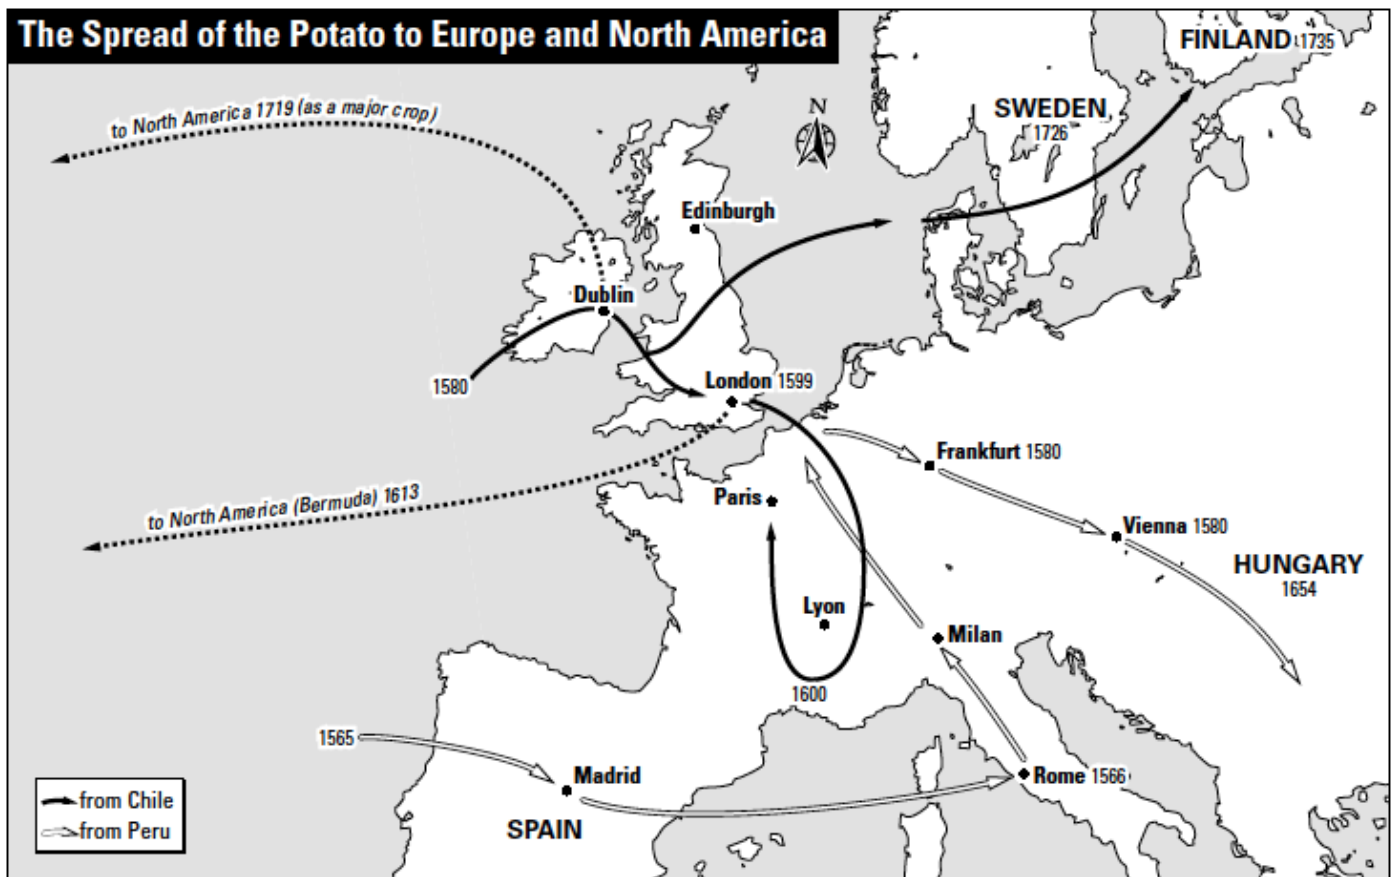 The Spread of the Potato to Europe and North America
FINLAND 1735
to North America 1719 (as a major crop)
N
SWEDEN
1726
Edinburgh
Dublin
1580
London 1599
Frankfurt 1580
to North America (Bermuda) 1613
Paris
Vienna 1580
HUNGARY
1654
Lyon
Milan
1600
1565
Madrid
Rome 1566
SPAIN
from Chile
from Peru